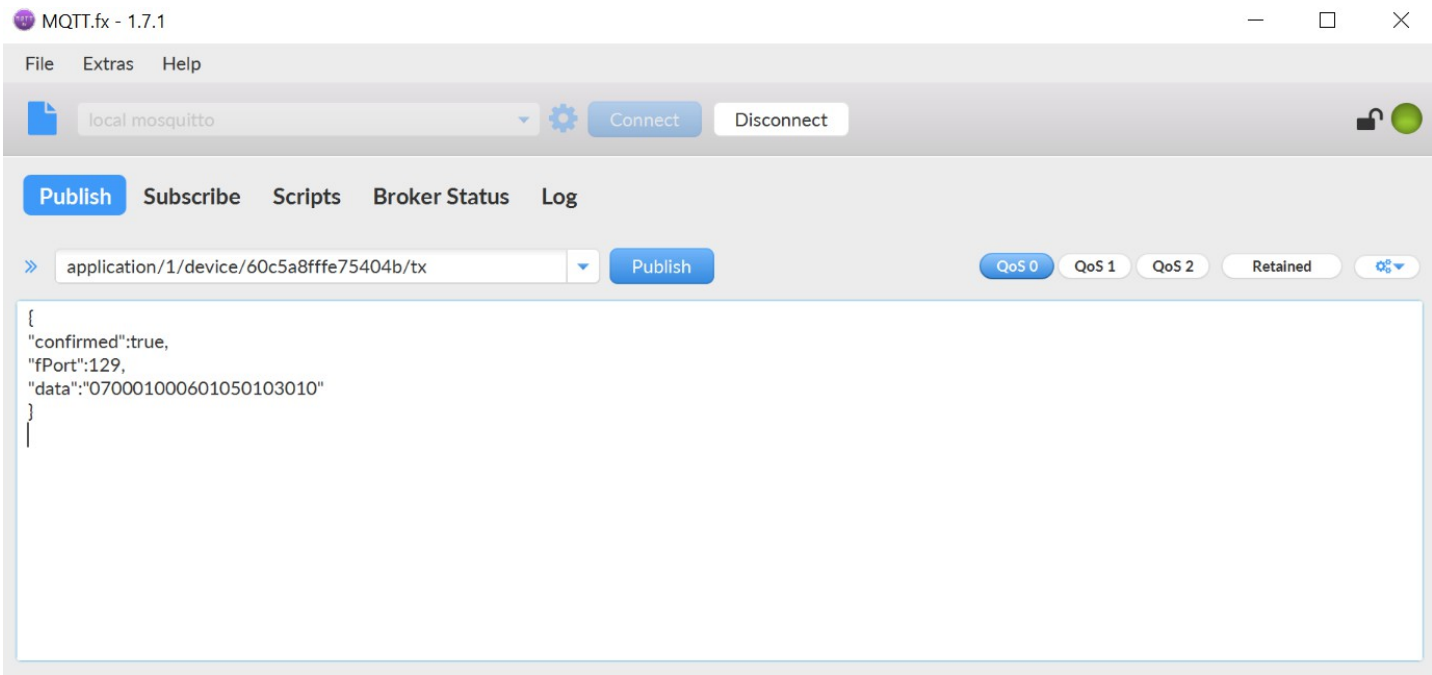 MQTT.fx - 1.7.1
File Extras Help
local mosquitto Connect Disconnect
Publish Subscribe Scripts Broker Status Log
application/1/device/60c5a8fffe75404b/tx Publish QoS 0 QoS 1 QoS 2 Retained
{
"confirmed":true,
"fPort":129,
"data":"070001000601050103010"
}